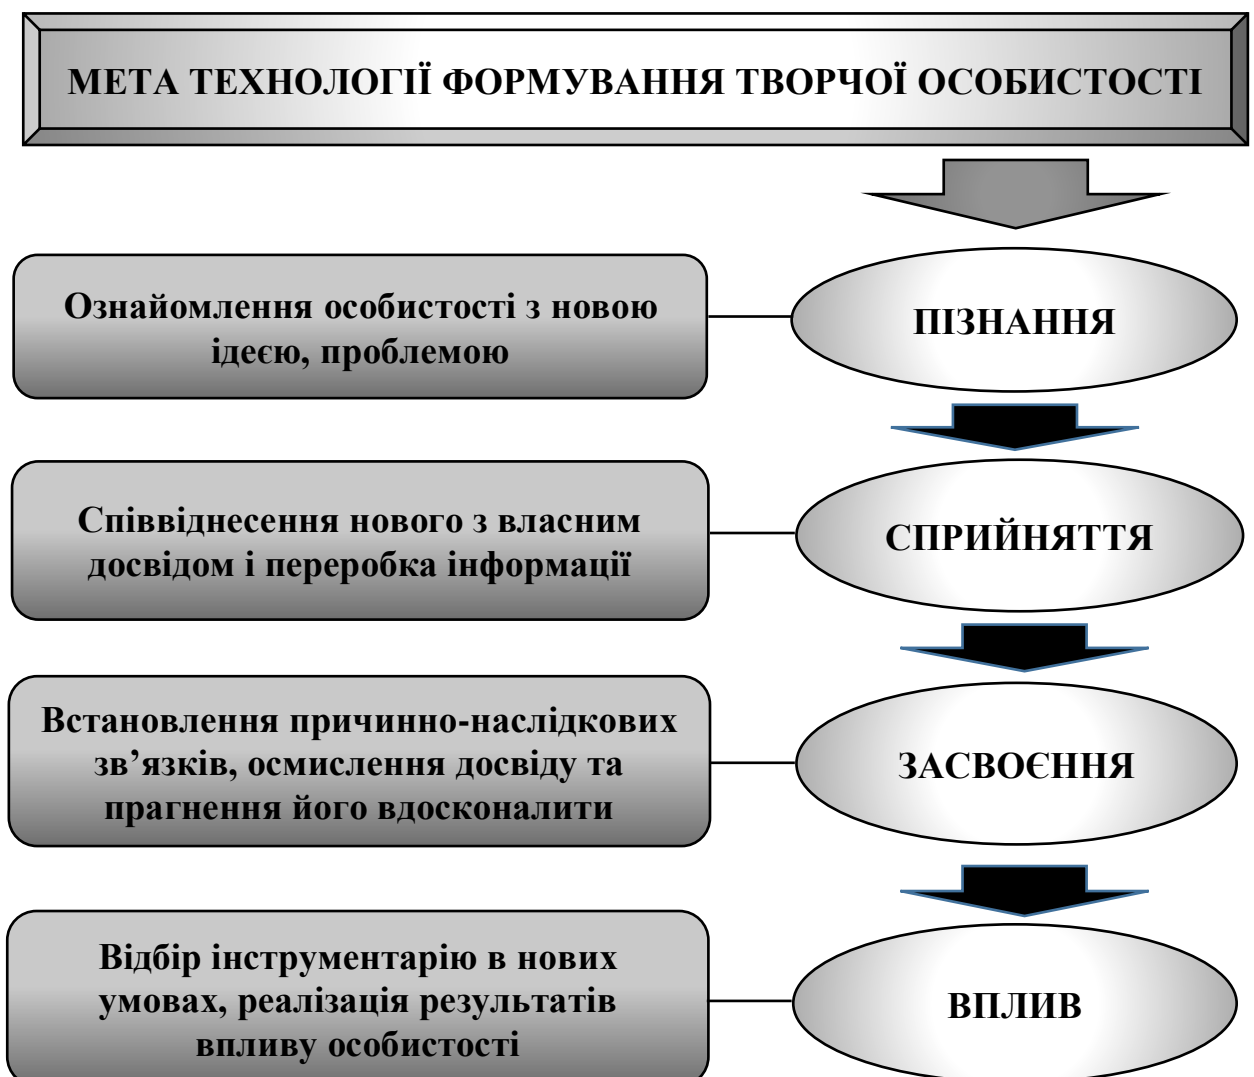 МЕТА ТЕХНОЛОГІЇ ФОРМУВАННЯ ТВОРЧОЇ ОСОБИСТОСТІ
Ознайомлення особистості з новою
ідеєю, проблемою
ПІЗНАННЯ
Співвіднесення нового з власним
досвідом і переробка інформації
СПРИЙНЯТТЯ
Встановлення причинно-наслідкових
зв’язків, осмислення досвіду та
прагнення його вдосконалити
ЗАСВОЄННЯ
Відбір інструментарію в нових
умовах, реалізація результатів
впливу особистості
ВПЛИВ